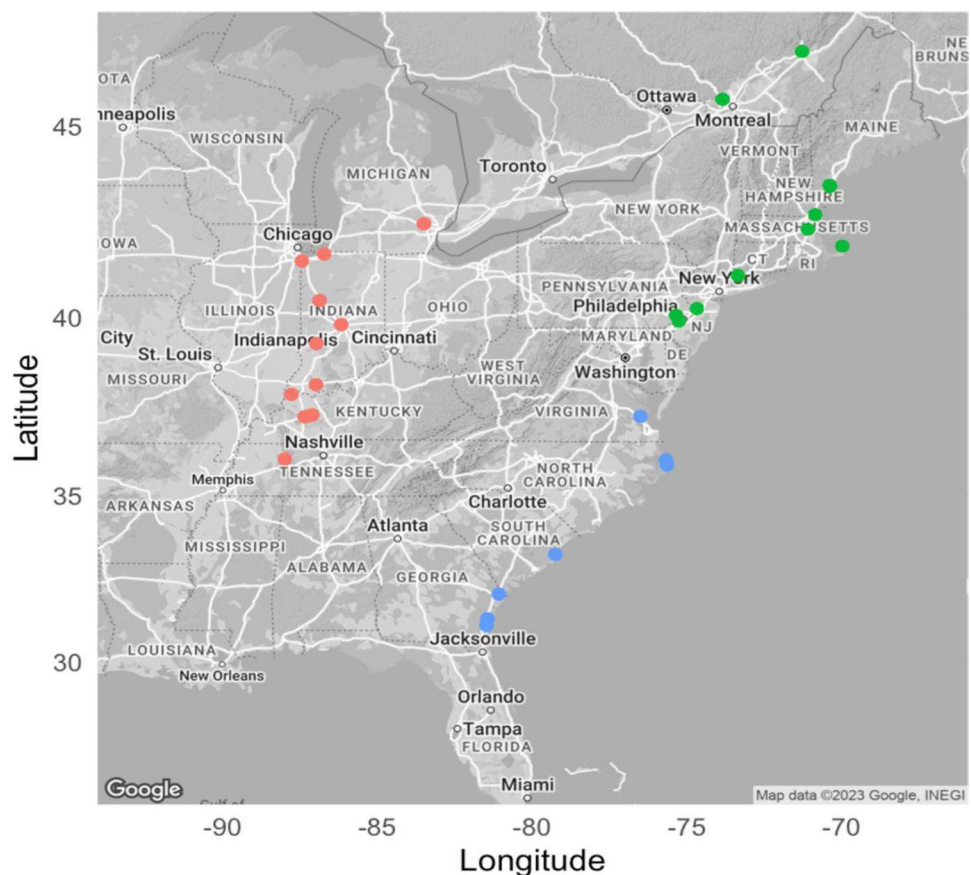 NE
BRUNS
OTA
Ottawa
nneapolis
45
Montreal
MAINE
WISCONSIN
VERMONT
Toronto
MICHIGAN
NEW
HAMPSHIRE
NEW YORK
Chicago
MASSACHUSETTS
OWA
CT
RI
New York
PENNSYLVANIA
Philadelphia
ILLINOIS
INDIANA
OHIO
40
NJ
City
Indianapolis
Cincinnati
MARYLAND
St. Louis
DE
WEST
VIRGINIA
Washington
MISSOURI
KENTUCKY
VIRGINIA
Latitude
Nashville
TENNESSEE
NORTH
CAROLINA
Memphis
35
Charlotte
ARKANSAS
Atlanta
SOUTH
CAROLINA
MISSISSIPPI
ALABAMA
GEORGIA
Jacksonville
LOUISIANA
30
New Orleans
Orlando
Tampa
FLORIDA
Miami
Google
Gulf of
Map data ©2023 Google, INEGI
-90
-85
-80
-75
-70
Longitude